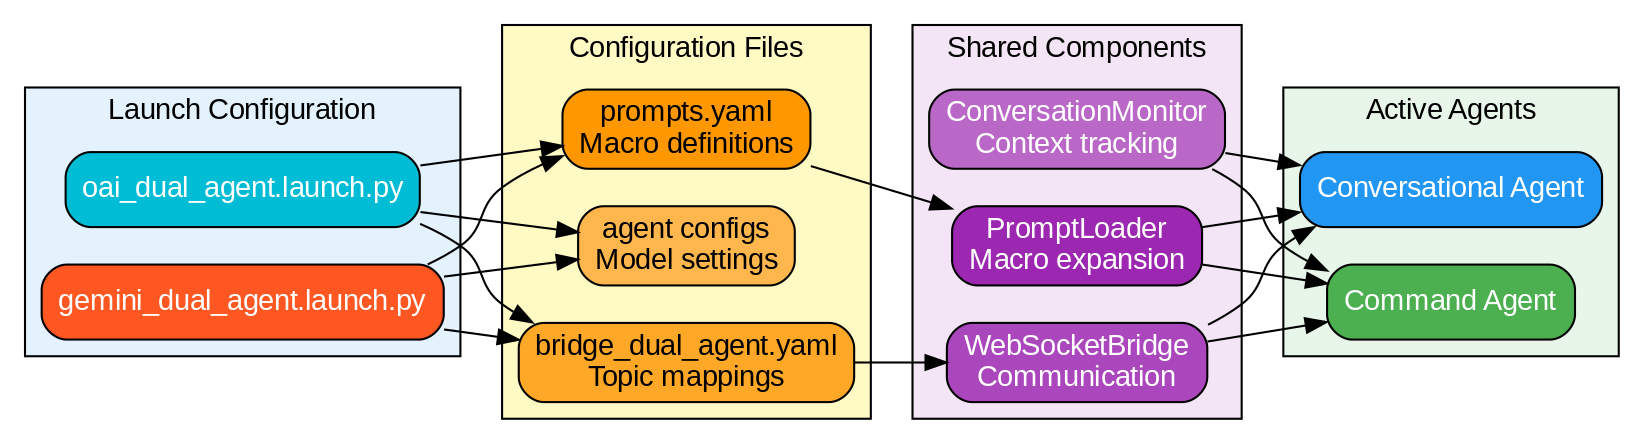 Launch Configuration
oai_dual_agent.launch.py
gemini_dual_agent.launch.py
Configuration Files
prompts.yaml
Macro definitions
agent configs
Model settings
bridge_dual_agent.yaml
Topic mappings
Shared Components
ConversationMonitor
Context tracking
PromptLoader
Macro expansion
WebSocketBridge
Communication
Active Agents
Conversational Agent
Command Agent